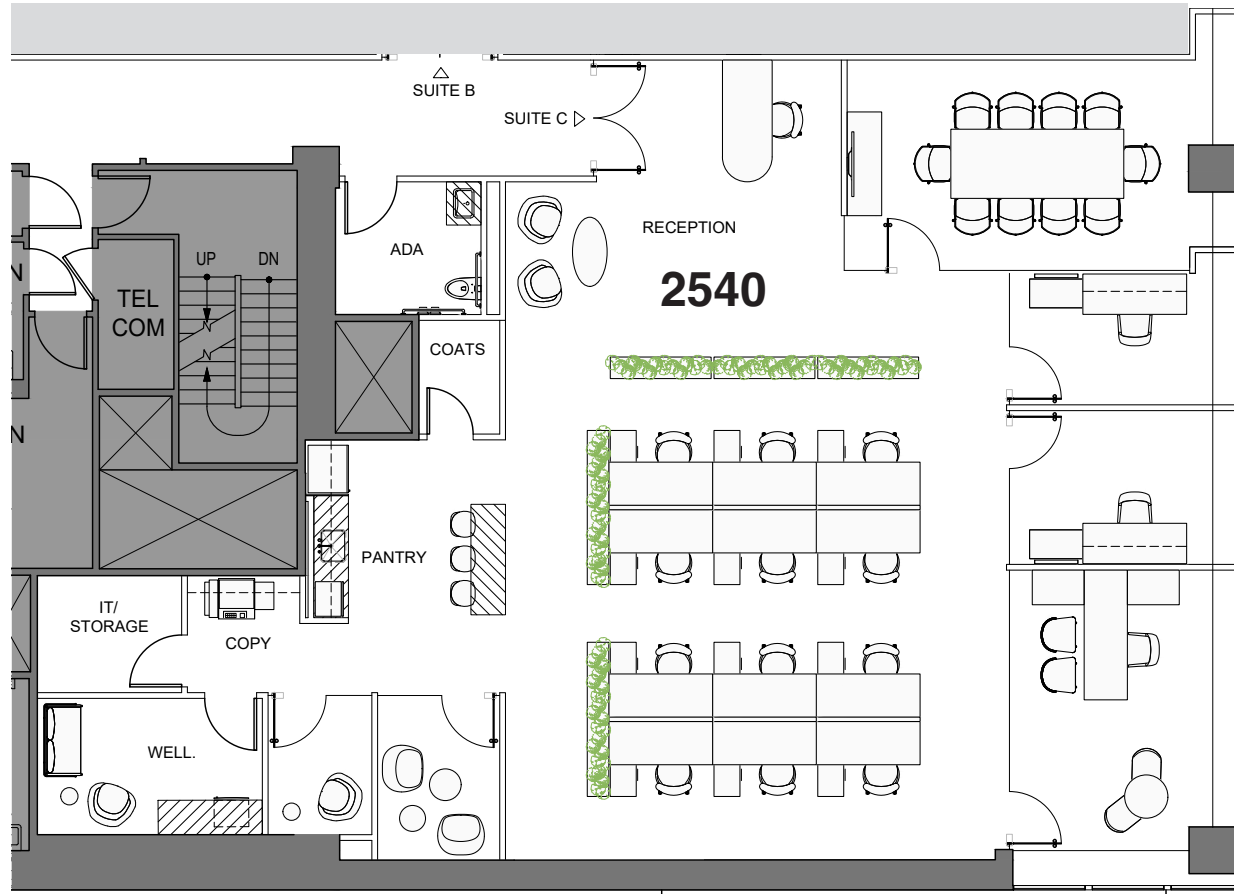 SUITE B
SUITE C
RECEPTION
2540
ADA
UP
DN
N
TEL
COM
COATS
N
PANTRY
IT/
STORAGE
COPY
WELL.